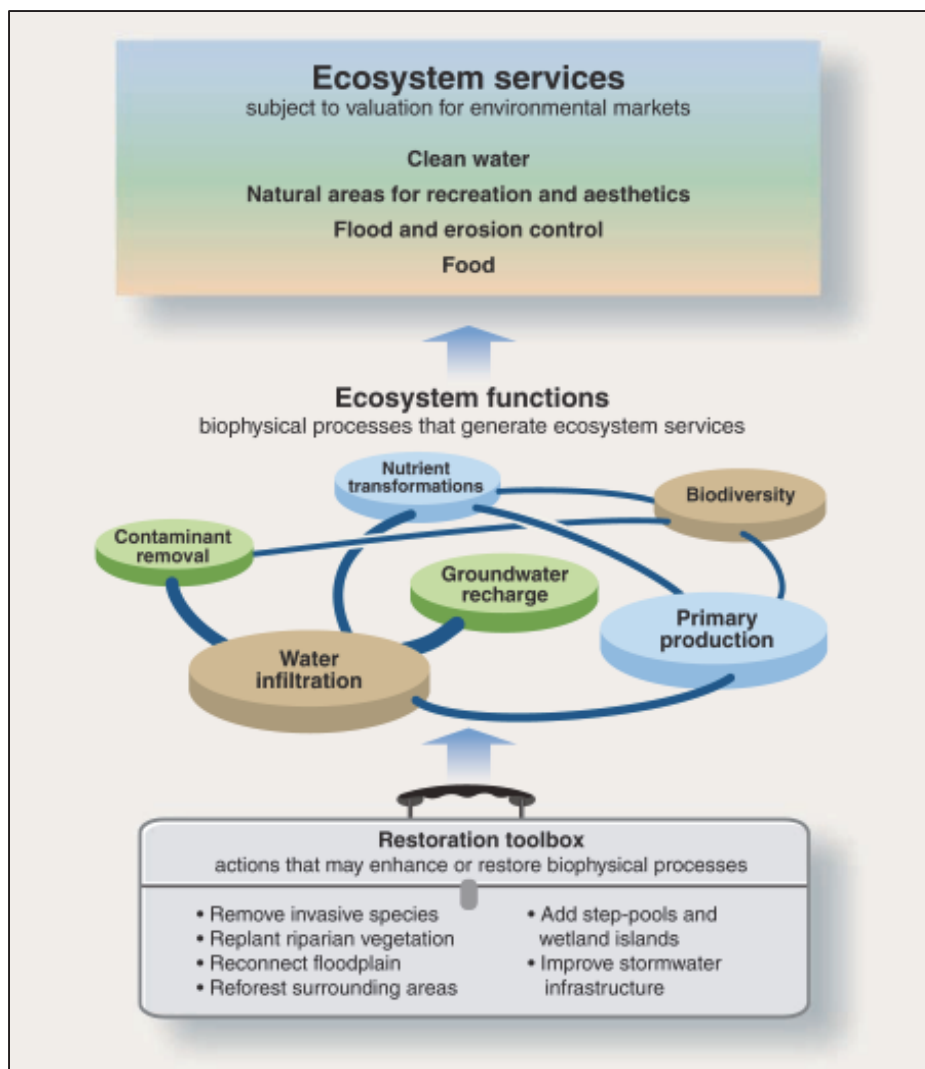 Ecosystem services
subject to valuation for environmental markets
Clean water
Natural areas for recreation and aesthetics
Flood and erosion control
Food
Ecosystem functions
biophysical processes that generate ecosystem services
Nutrient
transformations
Biodiversity
Contaminant
removal
Groundwater
recharge
Primary
production
Water
infiltration
Restoration toolbox
actions that may enhance or restore biophysical processes
• Remove invasive species
• Replant riparian vegetation
• Reconnect floodplain
• Reforest surrounding areas
• Add step-pools and
wetland islands
• Improve stormwater
infrastructure